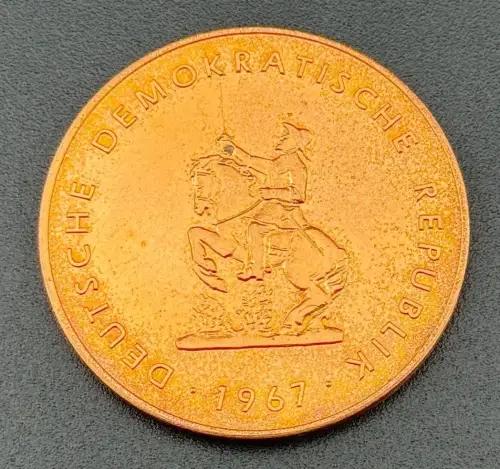 DEUTSCHE DEMOKRATISCHE REPUBLIK
· 1967 ·